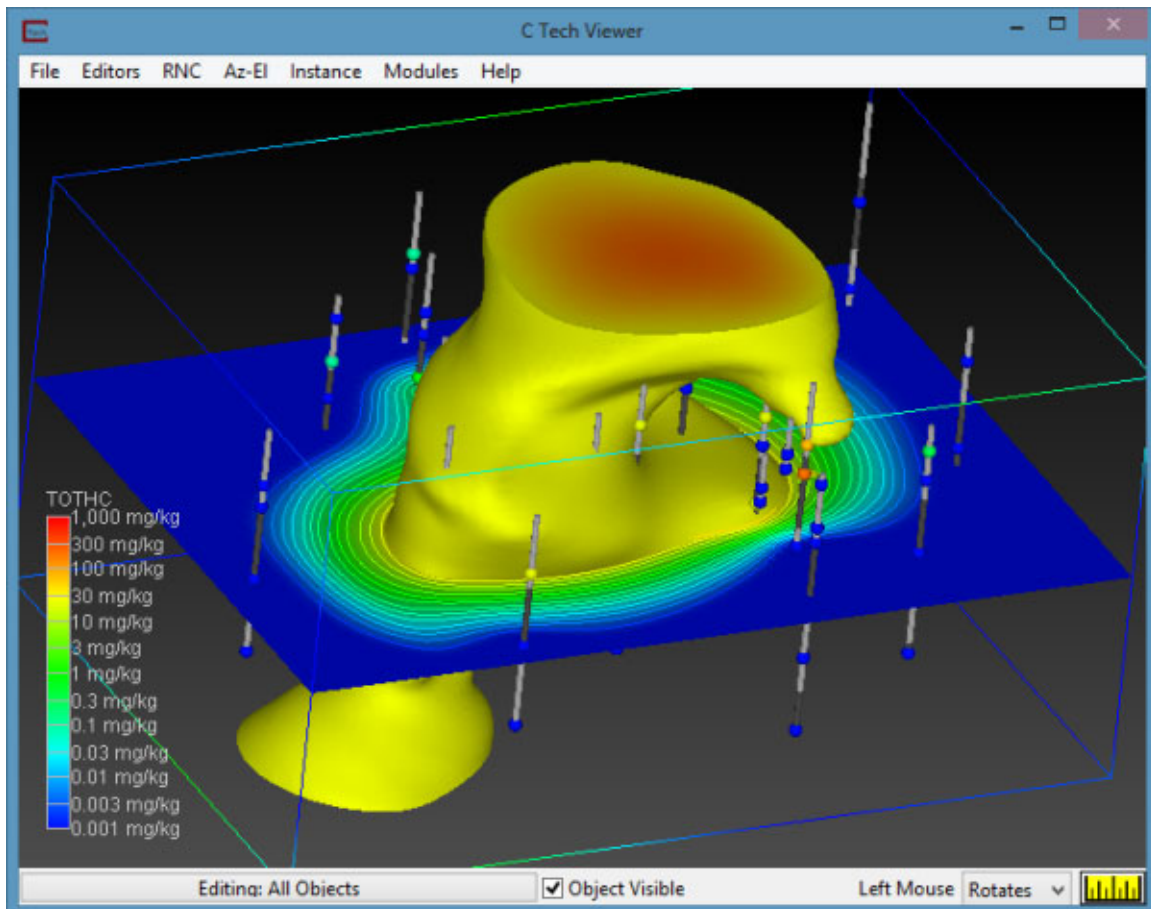 C Tech Viewer
File Editors RNC Az-El Instance Modules Help
TOTHC
1,000 mg/kg
300 mg/kg
100 mg/kg
30 mg/kg
10 mg/kg
3 mg/kg
1 mg/kg
0.3 mg/kg
0.1 mg/kg
0.03 mg/kg
0.01 mg/kg
0.003 mg/kg
0.001 mg/kg
Editing: All Objects Object Visible Left Mouse Rotates